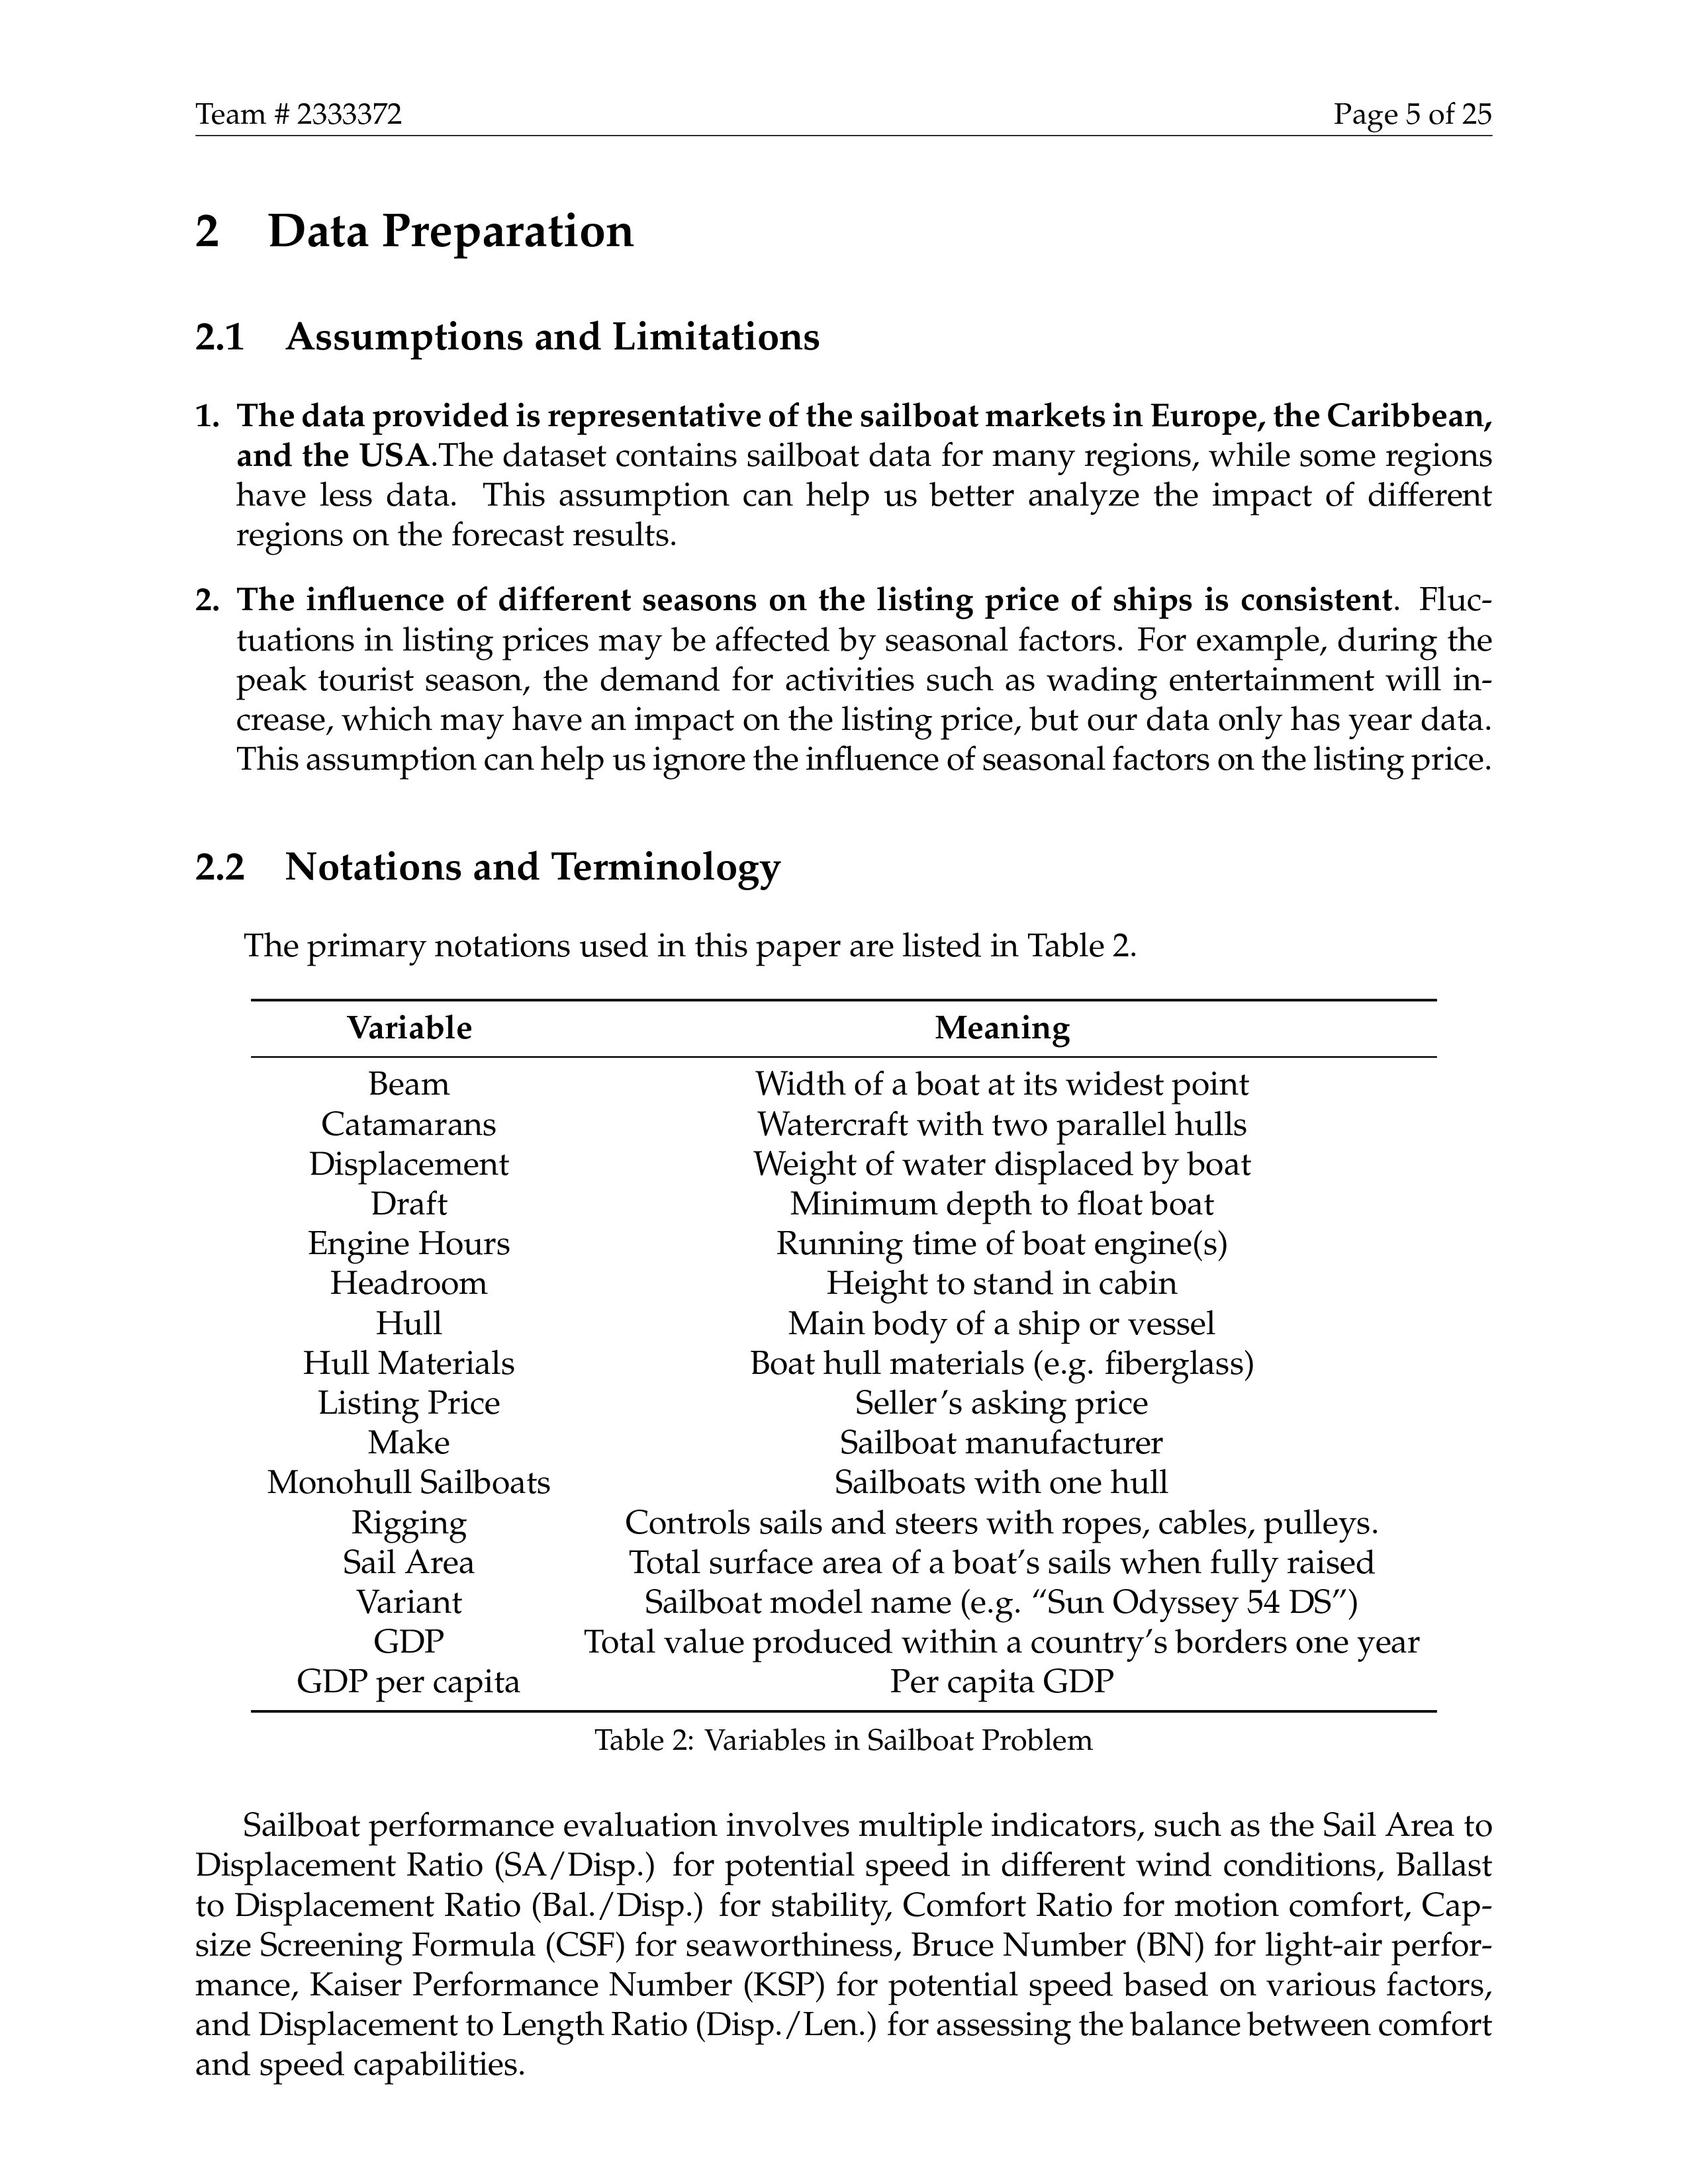 Team # 2333372 Page 5 of 25
2 Data Preparation
2.1 Assumptions and Limitations
1. The data provided is representative of the sailboat markets in Europe, the Caribbean,
and the USA.The dataset contains sailboat data for many regions, while some regions
have less data. This assumption can help us better analyze the impact of different
regions on the forecast results.
2. The influence of different seasons on the listing price of ships is consistent. Fluc-
tuations in listing prices may be affected by seasonal factors. For example, during the
peak tourist season, the demand for activities such as wading entertainment will in-
crease, which may have an impact on the listing price, but our data only has year data.
This assumption can help us ignore the influence of seasonal factors on the listing price.
2.2 Notations and Terminology
The primary notations used in this paper are listed in Table 2.
Variable Meaning
Beam Width of a boat at its widest point
Catamarans Watercraft with two parallel hulls
Displacement Weight of water displaced by boat
Draft Minimum depth to float boat
Engine Hours Running time of boat engine(s)
Headroom Height to stand in cabin
Hull Main body of a ship or vessel
Hull Materials Boat hull materials (e.g. fiberglass)
Listing Price Seller’s asking price
Make Sailboat manufacturer
Monohull Sailboats Sailboats with one hull
Rigging Controls sails and steers with ropes, cables, pulleys.
Sail Area Total surface area of a boat’s sails when fully raised
Variant Sailboat model name (e.g. “Sun Odyssey 54 DS”)
GDP Total value produced within a country’s borders one year
GDP per capita Per capita GDP
Table 2: Variables in Sailboat Problem
Sailboat performance evaluation involves multiple indicators, such as the Sail Area to
Displacement Ratio (SA/Disp.) for potential speed in different wind conditions, Ballast
to Displacement Ratio (Bal./Disp.) for stability, Comfort Ratio for motion comfort, Cap-
size Screening Formula (CSF) for seaworthiness, Bruce Number (BN) for light-air perfor-
mance, Kaiser Performance Number (KSP) for potential speed based on various factors,
and Displacement to Length Ratio (Disp./Len.) for assessing the balance between comfort
and speed capabilities.